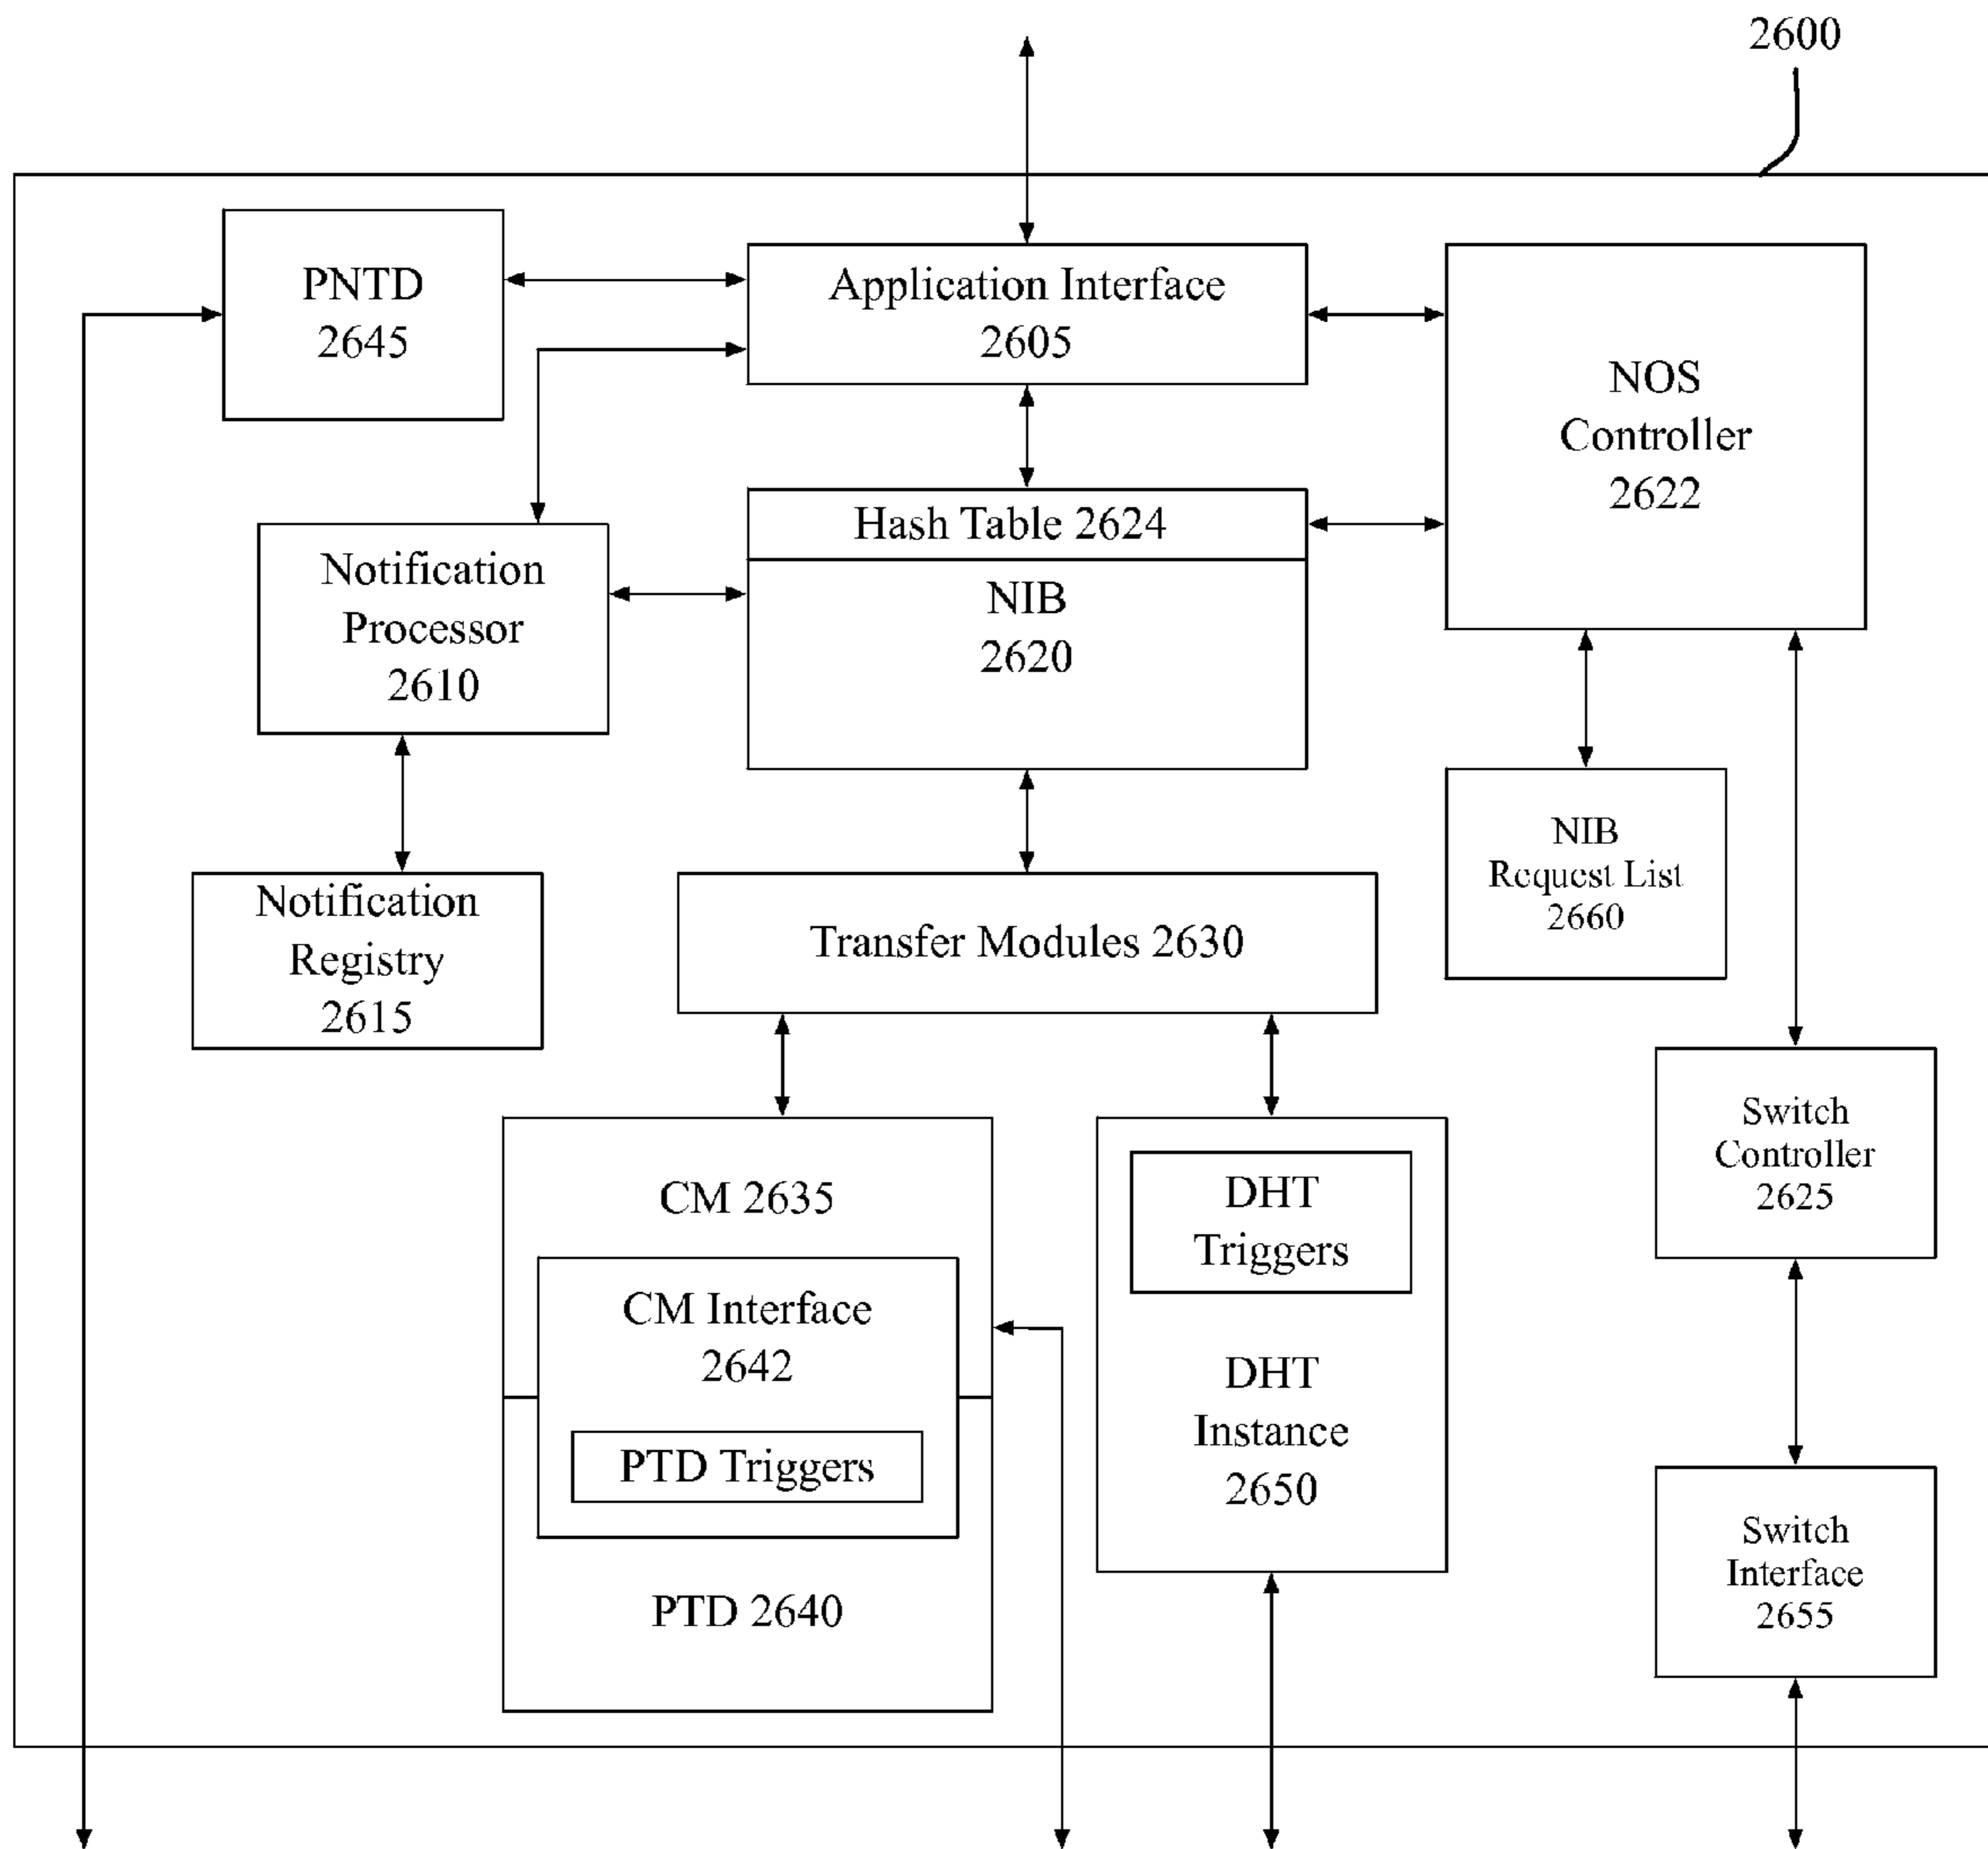 2600
PNTD
2645
Application Interface
2605
NOS
Controller
2622
Hash Table 2624
Notification
Processor
2610
NIB
2620
NIB
Request List
2660
Notification
Registry
2615
Transfer Modules 2630
Switch
Controller
2625
CM 2635
DHT
Triggers
CM Interface
2642
DHT
Instance
2650
PTD Triggers
Switch
Interface
2655
PTD 2640